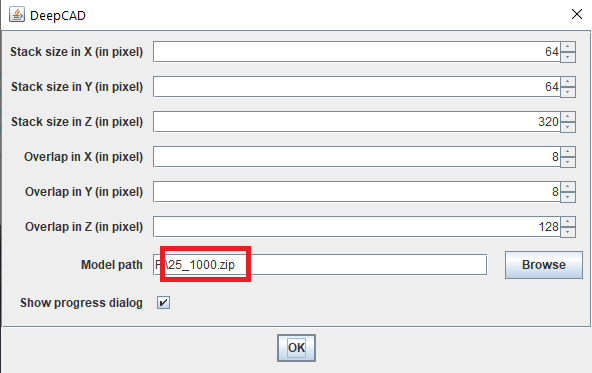 DeepCAD
Stack size in X (in pixel) 64
Stack size in Y (in pixel) 64
Stack size in Z (in pixel) 320
Overlap in X (in pixel) 8
Overlap in Y (in pixel) 8
Overlap in Z (in pixel) 128
Model path \25_1000.zip Browse
Show progress dialog
OK